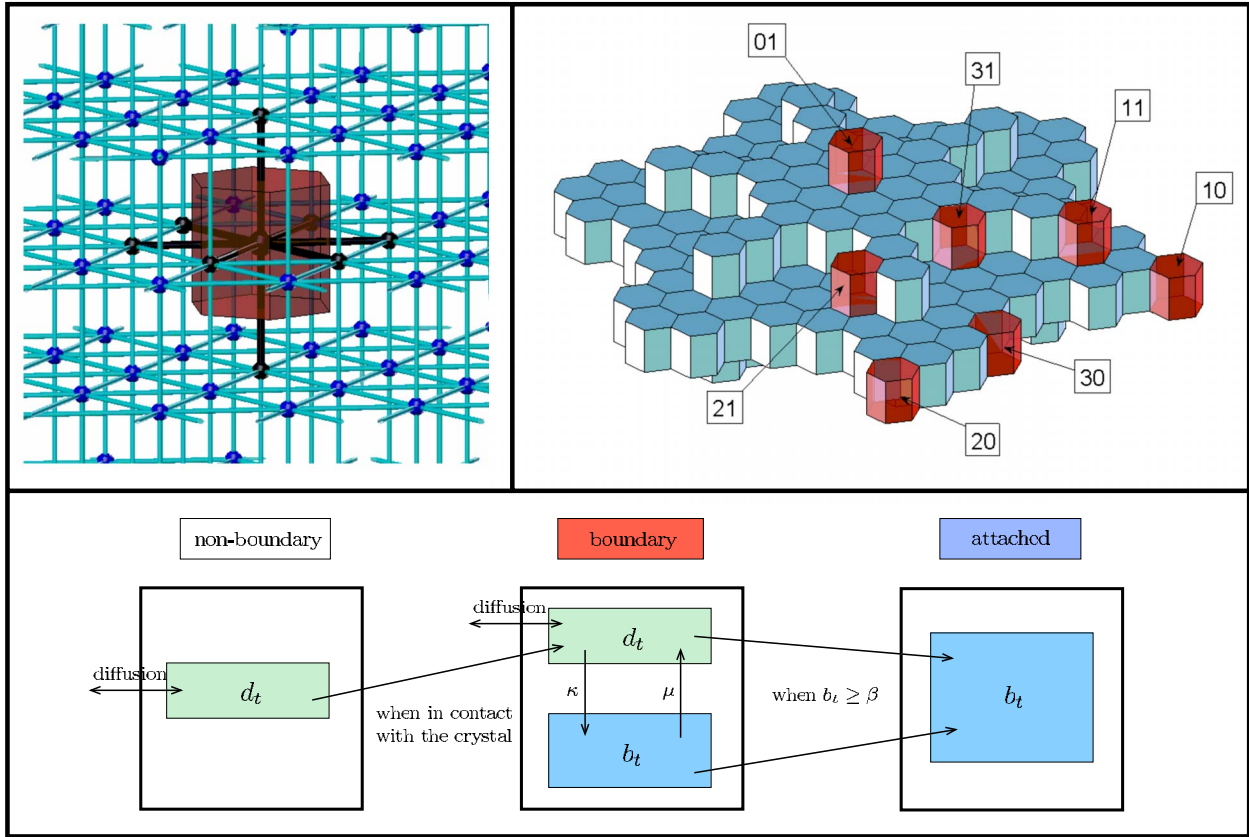 01
31
11
10
21
30
20
non-boundary
boundary
attached
diffusion
d_t
when in contact
with the crystal
diffusion
d_t
κ
μ
b_t
when b_t ≥ β
b_t